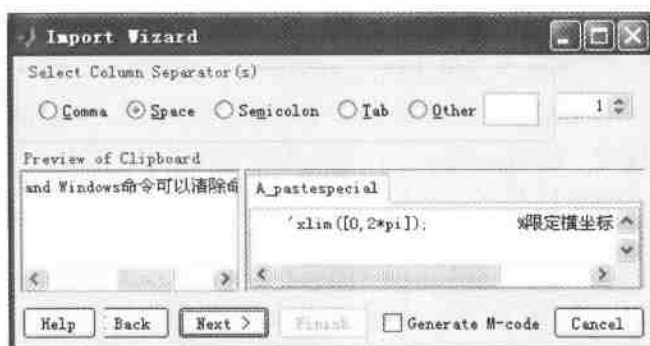 Import Wizard
Select Column Separator(s)
Comma Space Semicolon Tab Other 1
Preview of Clipboard
and Windows命令可以清除命
A_pastespecial
'xlim([0,2*pi]); %限定横坐标
Help Back Next > Finish Generate M-code Cancel